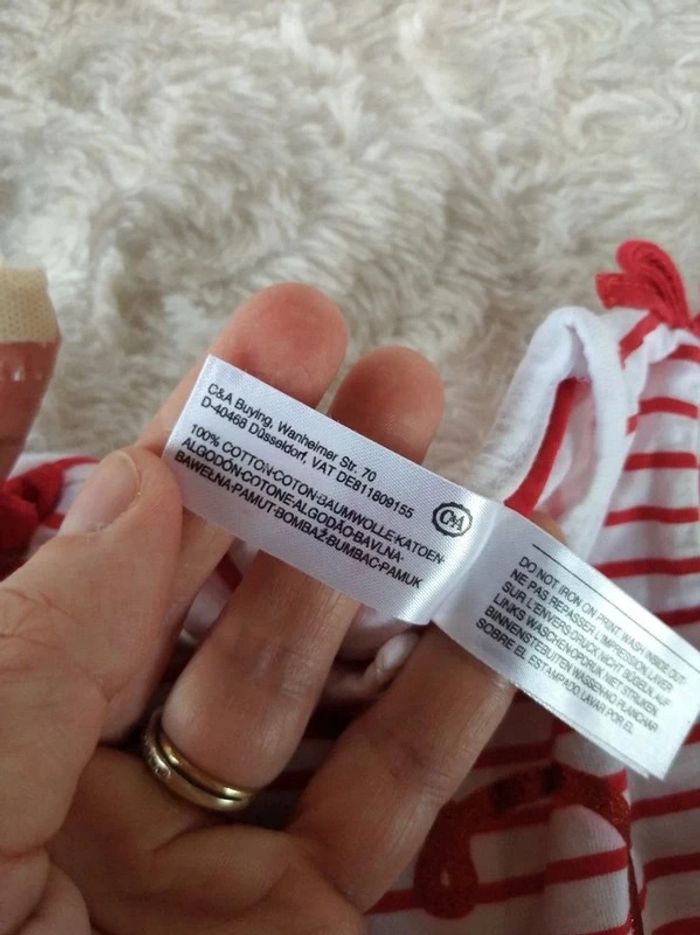 C&A Buying, Wanheimer Str. 70
D-40468 Düsseldorf, VAT DE811809155
100% COTTON-COTON-BAUMWOLLE-KATOEN-
ALGODÓN-COTONE-ALGODÃO-BAVLNA-
BAWEŁNA-PAMUT-BOMBAŽ-BUMBAC-PAMUK
C&A
DO NOT IRON ON PRINT WASH INSIDE OUT
NE PAS REPASSER L'IMPRESSION LAVER
SUR L'ENVERS DRUCK NICHT BÜGELN AUF
LINKS WASCHEN OPDRUK NIET STRIJKEN
BINNENSTEBUITEN WASSEN NO PLANCHAR
SOBRE EL ESTAMPADO LAVAR POR EL